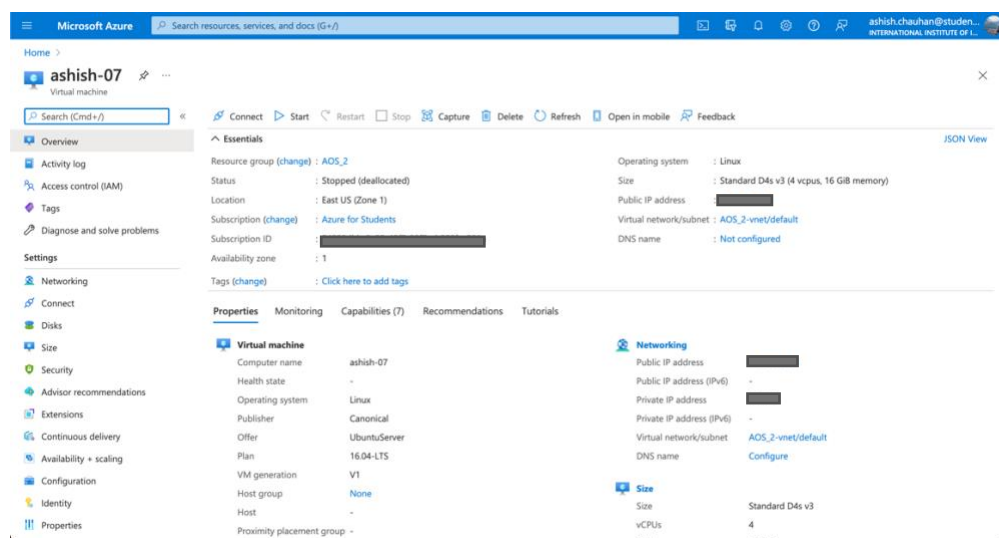 Microsoft Azure
Search resources, services, and docs (G+/)
ashish.chauhan@studen...
INTERNATIONAL INSTITUTE OF I...
Home >
ashish-07
Virtual machine
Search (Cmd+/)
«
Connect Start Restart Stop Capture Delete Refresh Open in mobile Feedback
Overview
Activity log
Access control (IAM)
Tags
Diagnose and solve problems
Settings
Networking
Connect
Disks
Size
Security
Advisor recommendations
Extensions
Continuous delivery
Availability + scaling
Configuration
Identity
Properties
Essentials
JSON View
Resource group (change) : AOS_2
Status : Stopped (deallocated)
Location : East US (Zone 1)
Subscription (change) : Azure for Students
Subscription ID :
Availability zone : 1
Tags (change) : Click here to add tags
Operating system : Linux
Size : Standard D4s v3 (4 vcpus, 16 GiB memory)
Public IP address :
Virtual network/subnet : AOS_2-vnet/default
DNS name : Not configured
Properties Monitoring Capabilities (7) Recommendations Tutorials
Virtual machine
Computer name ashish-07
Health state -
Operating system Linux
Publisher Canonical
Offer UbuntuServer
Plan 16.04-LTS
VM generation V1
Host group None
Host -
Proximity placement group -
Networking
Public IP address
Public IP address (IPv6) -
Private IP address
Private IP address (IPv6) -
Virtual network/subnet AOS_2-vnet/default
DNS name Configure
Size
Size Standard D4s v3
vCPUs 4